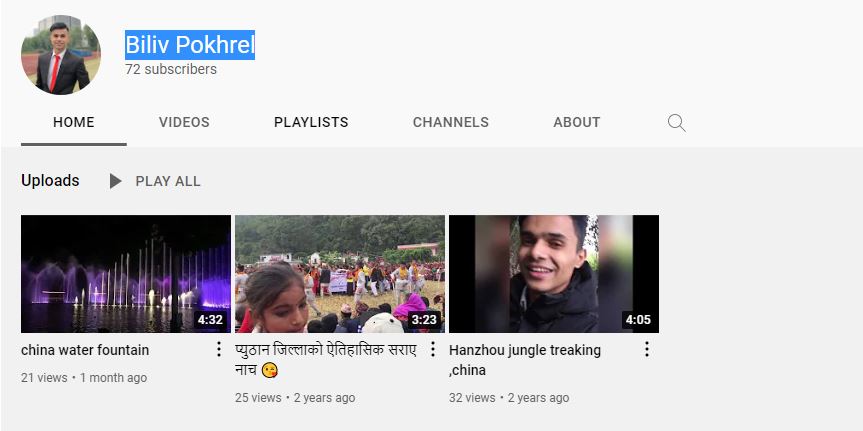 Biliv Pokhrel
72 subscribers
HOME VIDEOS PLAYLISTS CHANNELS ABOUT
Uploads PLAY ALL
4:32 3:23 4:05
china water fountain
21 views • 1 month ago
प्युठान जिल्लाको ऐतिहासिक सराए
नाच 😘
25 views • 2 years ago
Hanzhou jungle treaking
,china
32 views • 2 years ago